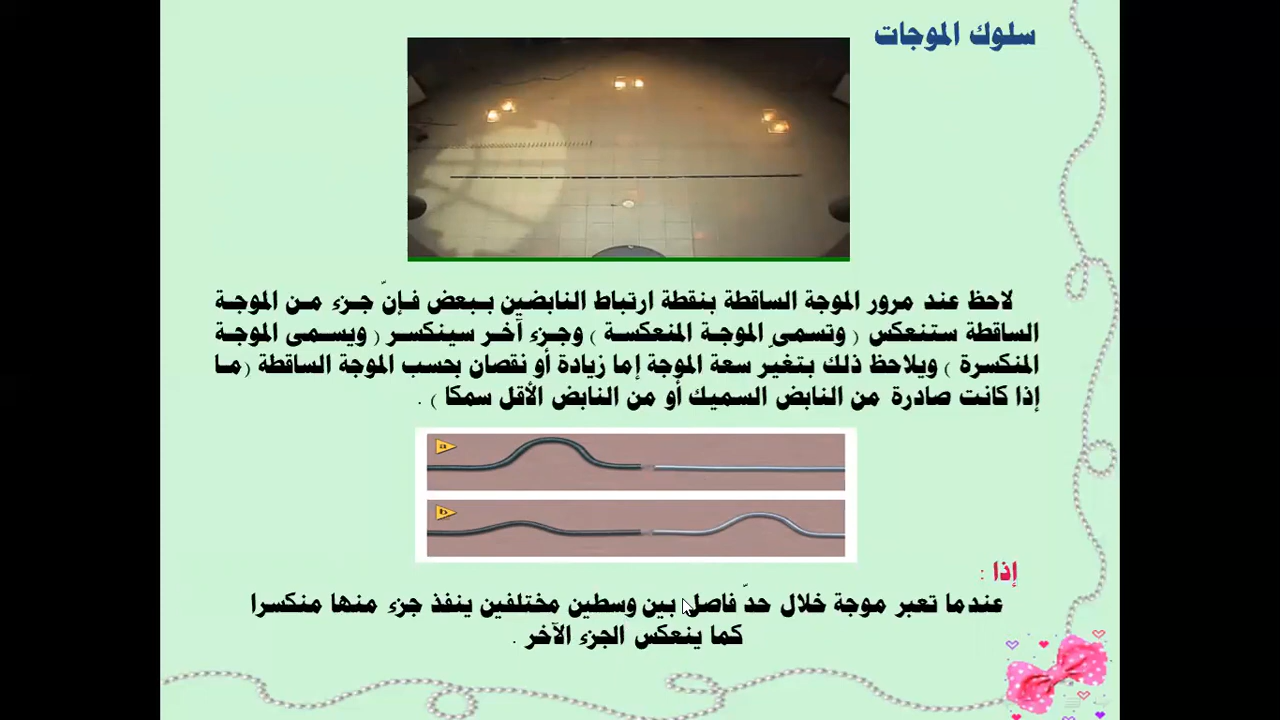 سلوك الموجات
لاحظ عند مرور الموجة الساقطة بنقطة ارتباط النابضين ببعض فإنّ جزء من الموجة
الساقطة ستنعكس ( وتسمى الموجة المنعكسة ) وجزء آخر سينكسر ( ويسمى الموجة
المنكسرة ) ويلاحظ ذلك بتغيّر سعة الموجة إما زيادة أو نقصان بحسب الموجة الساقطة ( ما
إذا كانت صادرة من النابض السميك أو من النابض الأقل سمكا ) .
a
b
إذا :
عندما تعبر موجة خلال حدّ فاصل بين وسطين مختلفين ينفذ جزء منها منكسرا
كما ينعكس الجزء الآخر .